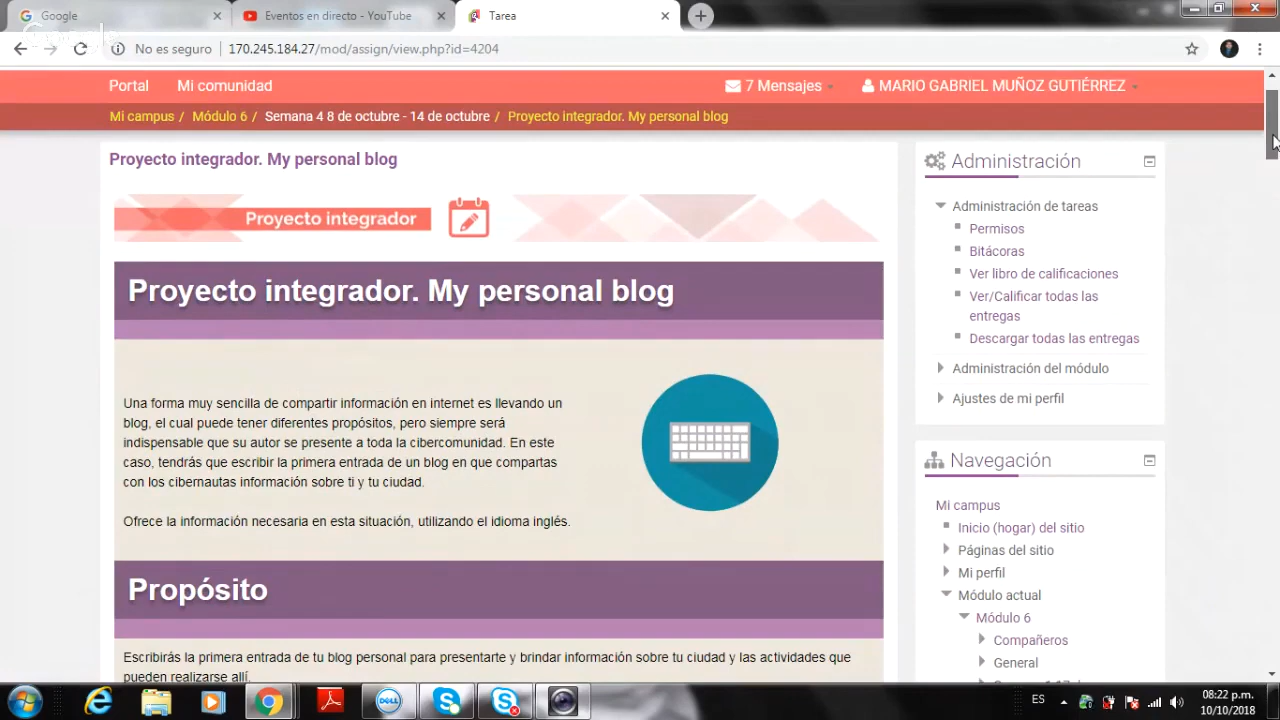 Google
Eventos en directo - YouTube
Tarea
No es seguro
170.245.184.27/mod/assign/view.php?id=4204
Portal
Mi comunidad
7 Mensajes
MARIO GABRIEL MUÑOZ GUTIÉRREZ
Mi campus / Módulo 6 / Semana 4 8 de octubre - 14 de octubre / Proyecto integrador. My personal blog
Proyecto integrador. My personal blog
Proyecto integrador
Proyecto integrador. My personal blog
Una forma muy sencilla de compartir información en internet es llevando un
blog, el cual puede tener diferentes propósitos, pero siempre será
indispensable que su autor se presente a toda la cibercomunidad. En este
caso, tendrás que escribir la primera entrada de un blog en que compartas
con los cibernautas información sobre ti y tu ciudad.
Ofrece la información necesaria en esta situación, utilizando el idioma inglés.
Propósito
Escribirás la primera entrada de tu blog personal para presentarte y brindar información sobre tu ciudad y las actividades que
pueden realizarse allí.
Administración
Administración de tareas
Permisos
Bitácoras
Ver libro de calificaciones
Ver/Calificar todas las
entregas
Descargar todas las entregas
Administración del módulo
Ajustes de mi perfil
Navegación
Mi campus
Inicio (hogar) del sitio
Páginas del sitio
Mi perfil
Módulo actual
Módulo 6
Compañeros
General
DELL
ES
08:22 p.m.
10/10/2018